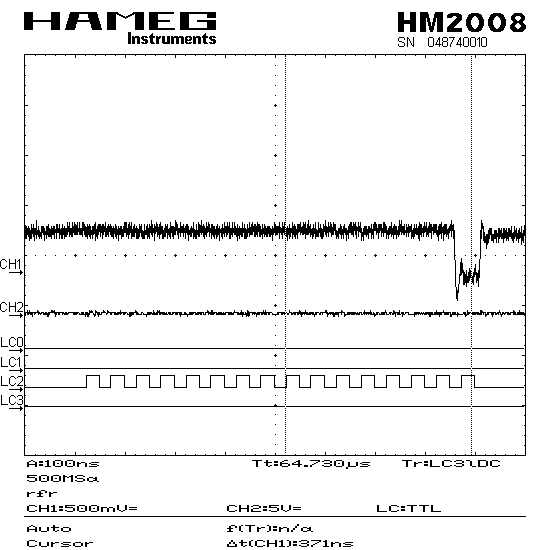 HAMEG
Instruments
HM2008
SN 048740010
CH1
CH2
LC0
LC1
LC2
LC3
A:100ns Tt:64.730µs Tr:LC3⅂DC
500MSa
rfr
CH1:500mV= CH2:5V= LC:TTL
Auto f(Tr):n/a
Cursor Δt(CH1):371ns